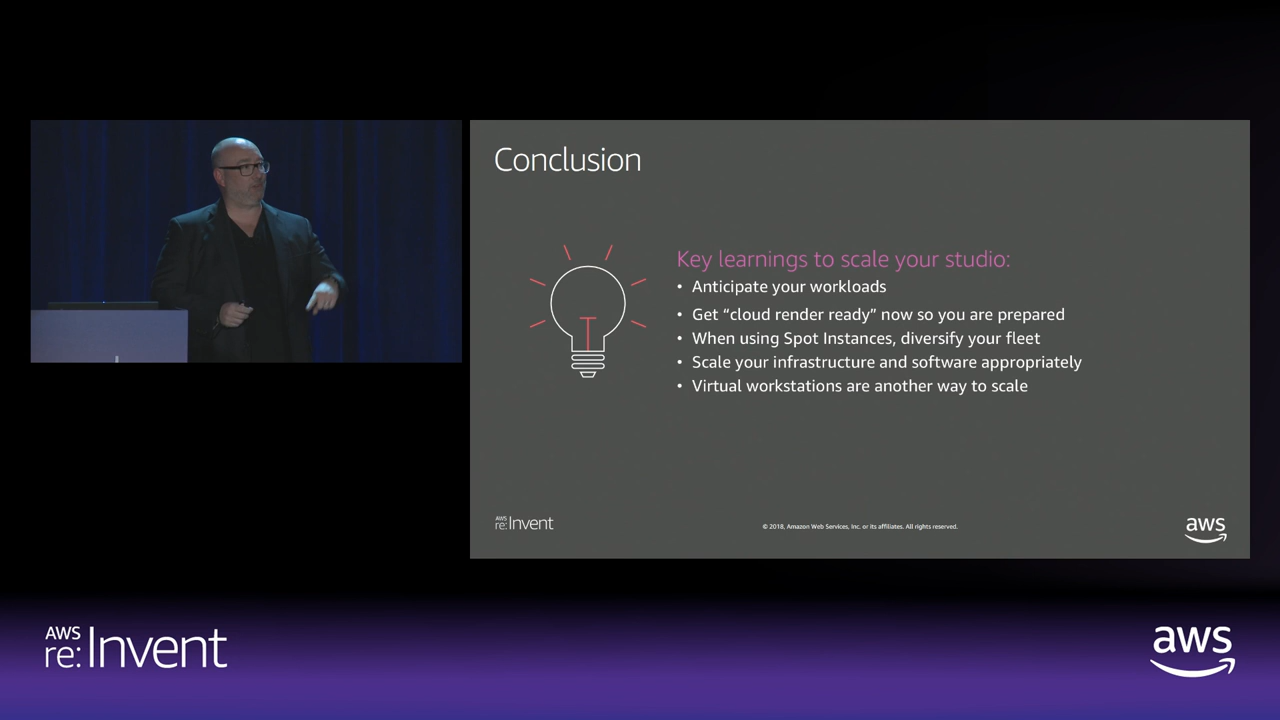 Conclusion
Key learnings to scale your studio:
• Anticipate your workloads
• Get “cloud render ready” now so you are prepared
• When using Spot Instances, diversify your fleet
• Scale your infrastructure and software appropriately
• Virtual workstations are another way to scale
AWS
re:Invent
© 2018, Amazon Web Services, Inc. or its affiliates. All rights reserved.
aws
AWS
re:Invent
aws